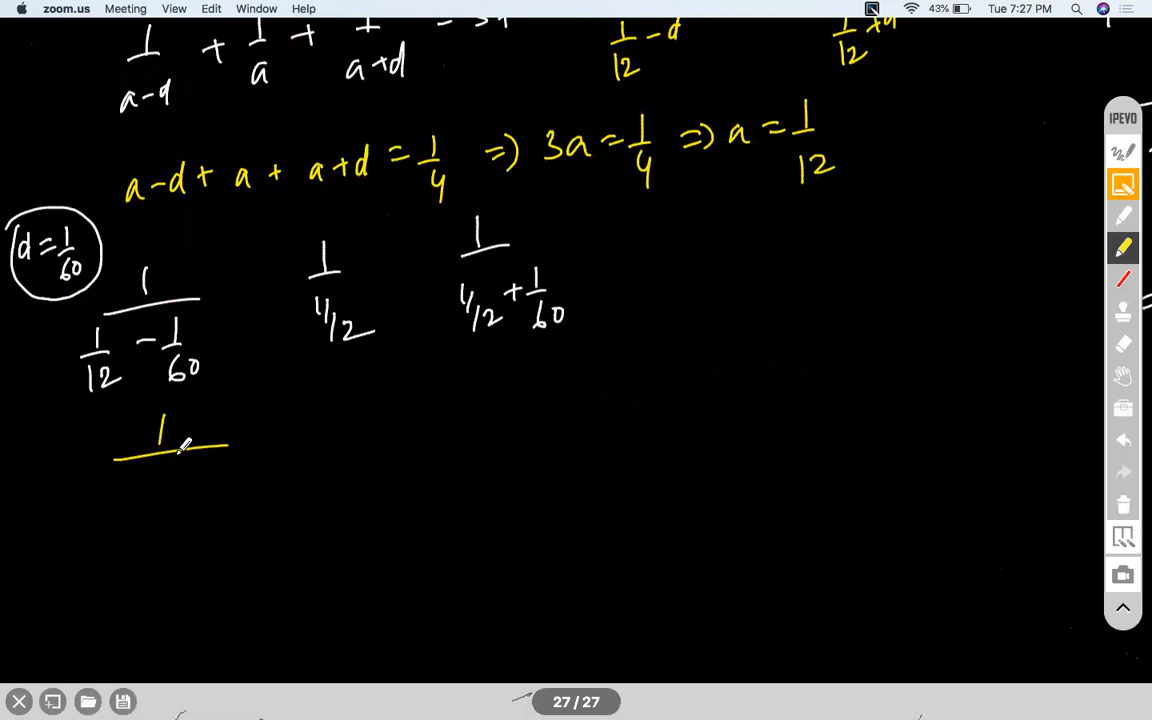 zoom.us Meeting View Edit Window Help 43% Tue 7:27 PM
1/(a-d) + 1/a + 1/(a+d) = 1/12 - d 1/12 + d
a-d + a + a+d = 1/4 => 3a = 1/4 => a = 1/12
d = 1/60
1/(1/12 - 1/60) 1/(1/12) 1/(1/12 + 1/60)
1
IPEVO
27/27